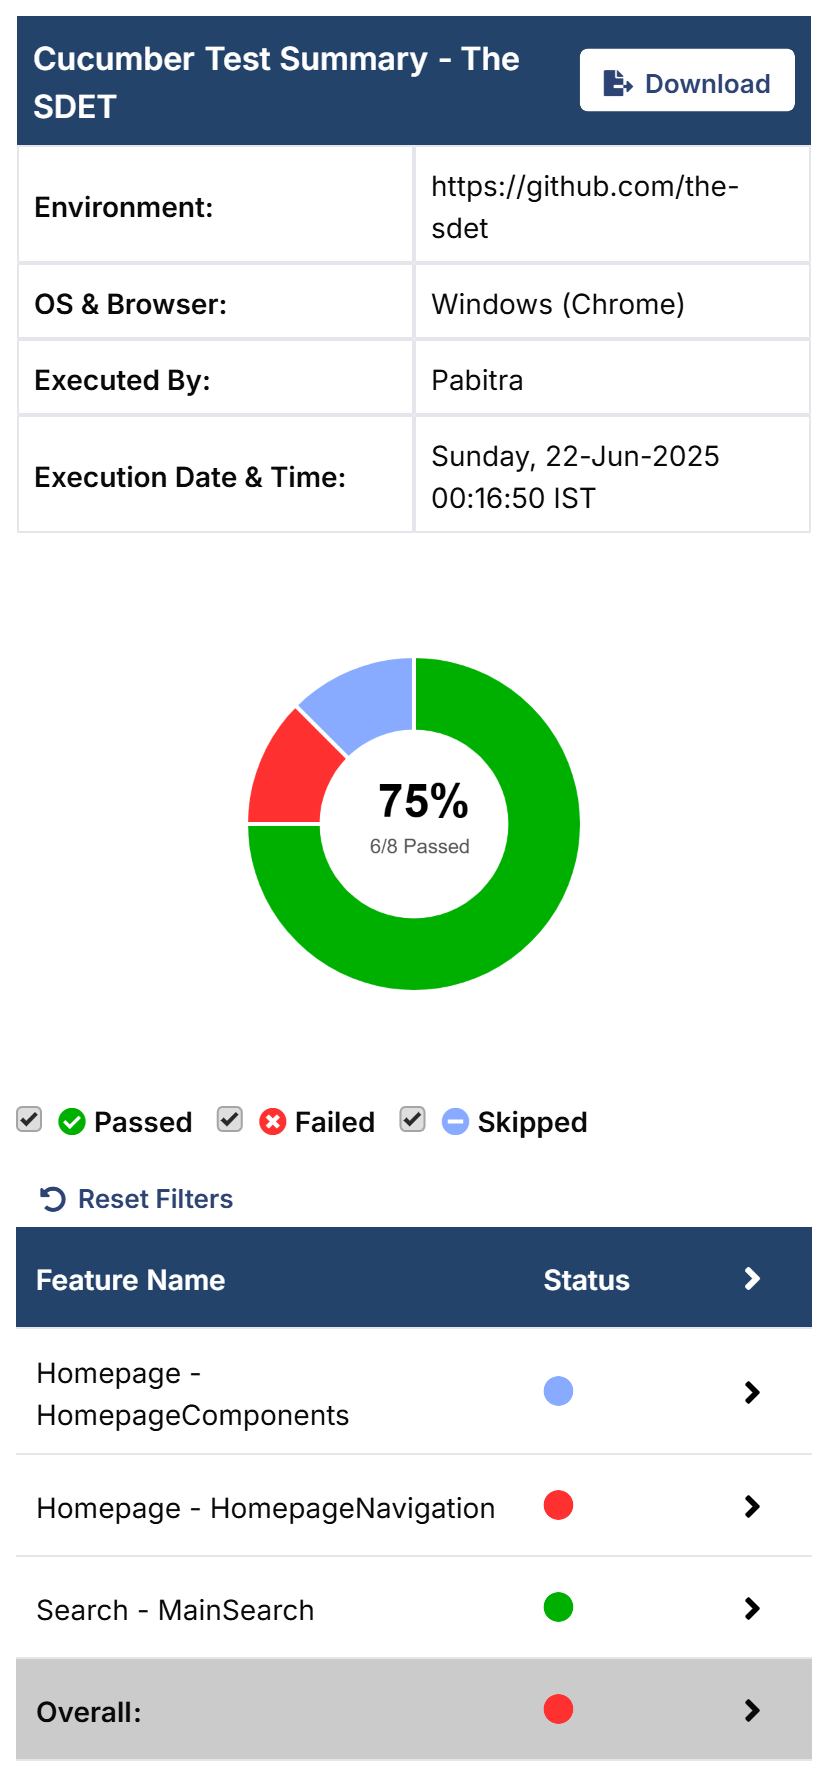 Cucumber Test Summary - The
SDET
Download
Environment:
https://github.com/the-
sdet
OS & Browser:
Windows (Chrome)
Executed By:
Pabitra
Execution Date & Time:
Sunday, 22-Jun-2025
00:16:50 IST
75%
6/8 Passed
Passed Failed Skipped
Reset Filters
Feature Name Status
Homepage -
HomepageComponents
Homepage - HomepageNavigation
Search - MainSearch
Overall: